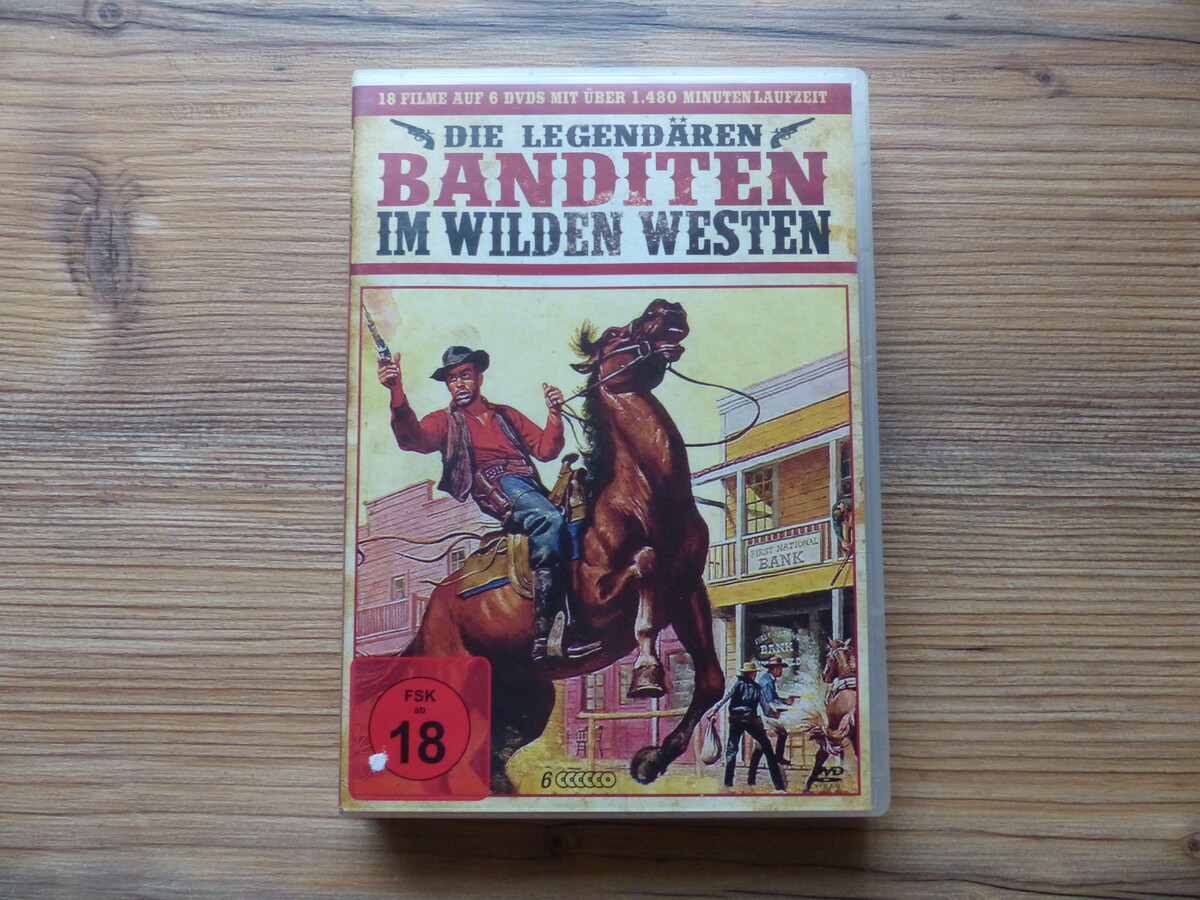 18 FILME AUF 6 DVDS MIT ÜBER 1.480 MINUTEN LAUFZEIT
DIE LEGENDÄREN
BANDITEN
IM WILDEN WESTEN
FIRST NATIONAL
BANK
BANK
FSK
ab
18
6
DVD